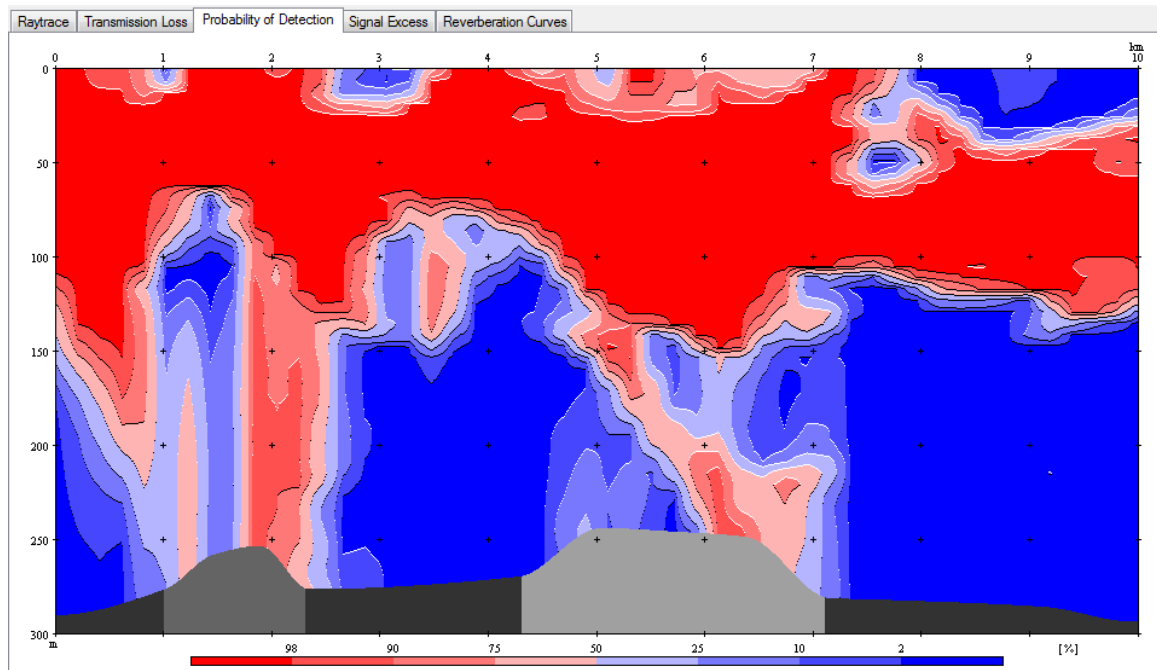 Raytrace Transmission Loss Probability of Detection Signal Excess Reverberation Curves
km
0 1 2 3 4 5 6 7 8 9 10
0
50
100
150
200
250
300
m
98 90 75 50 25 10 2 [%]